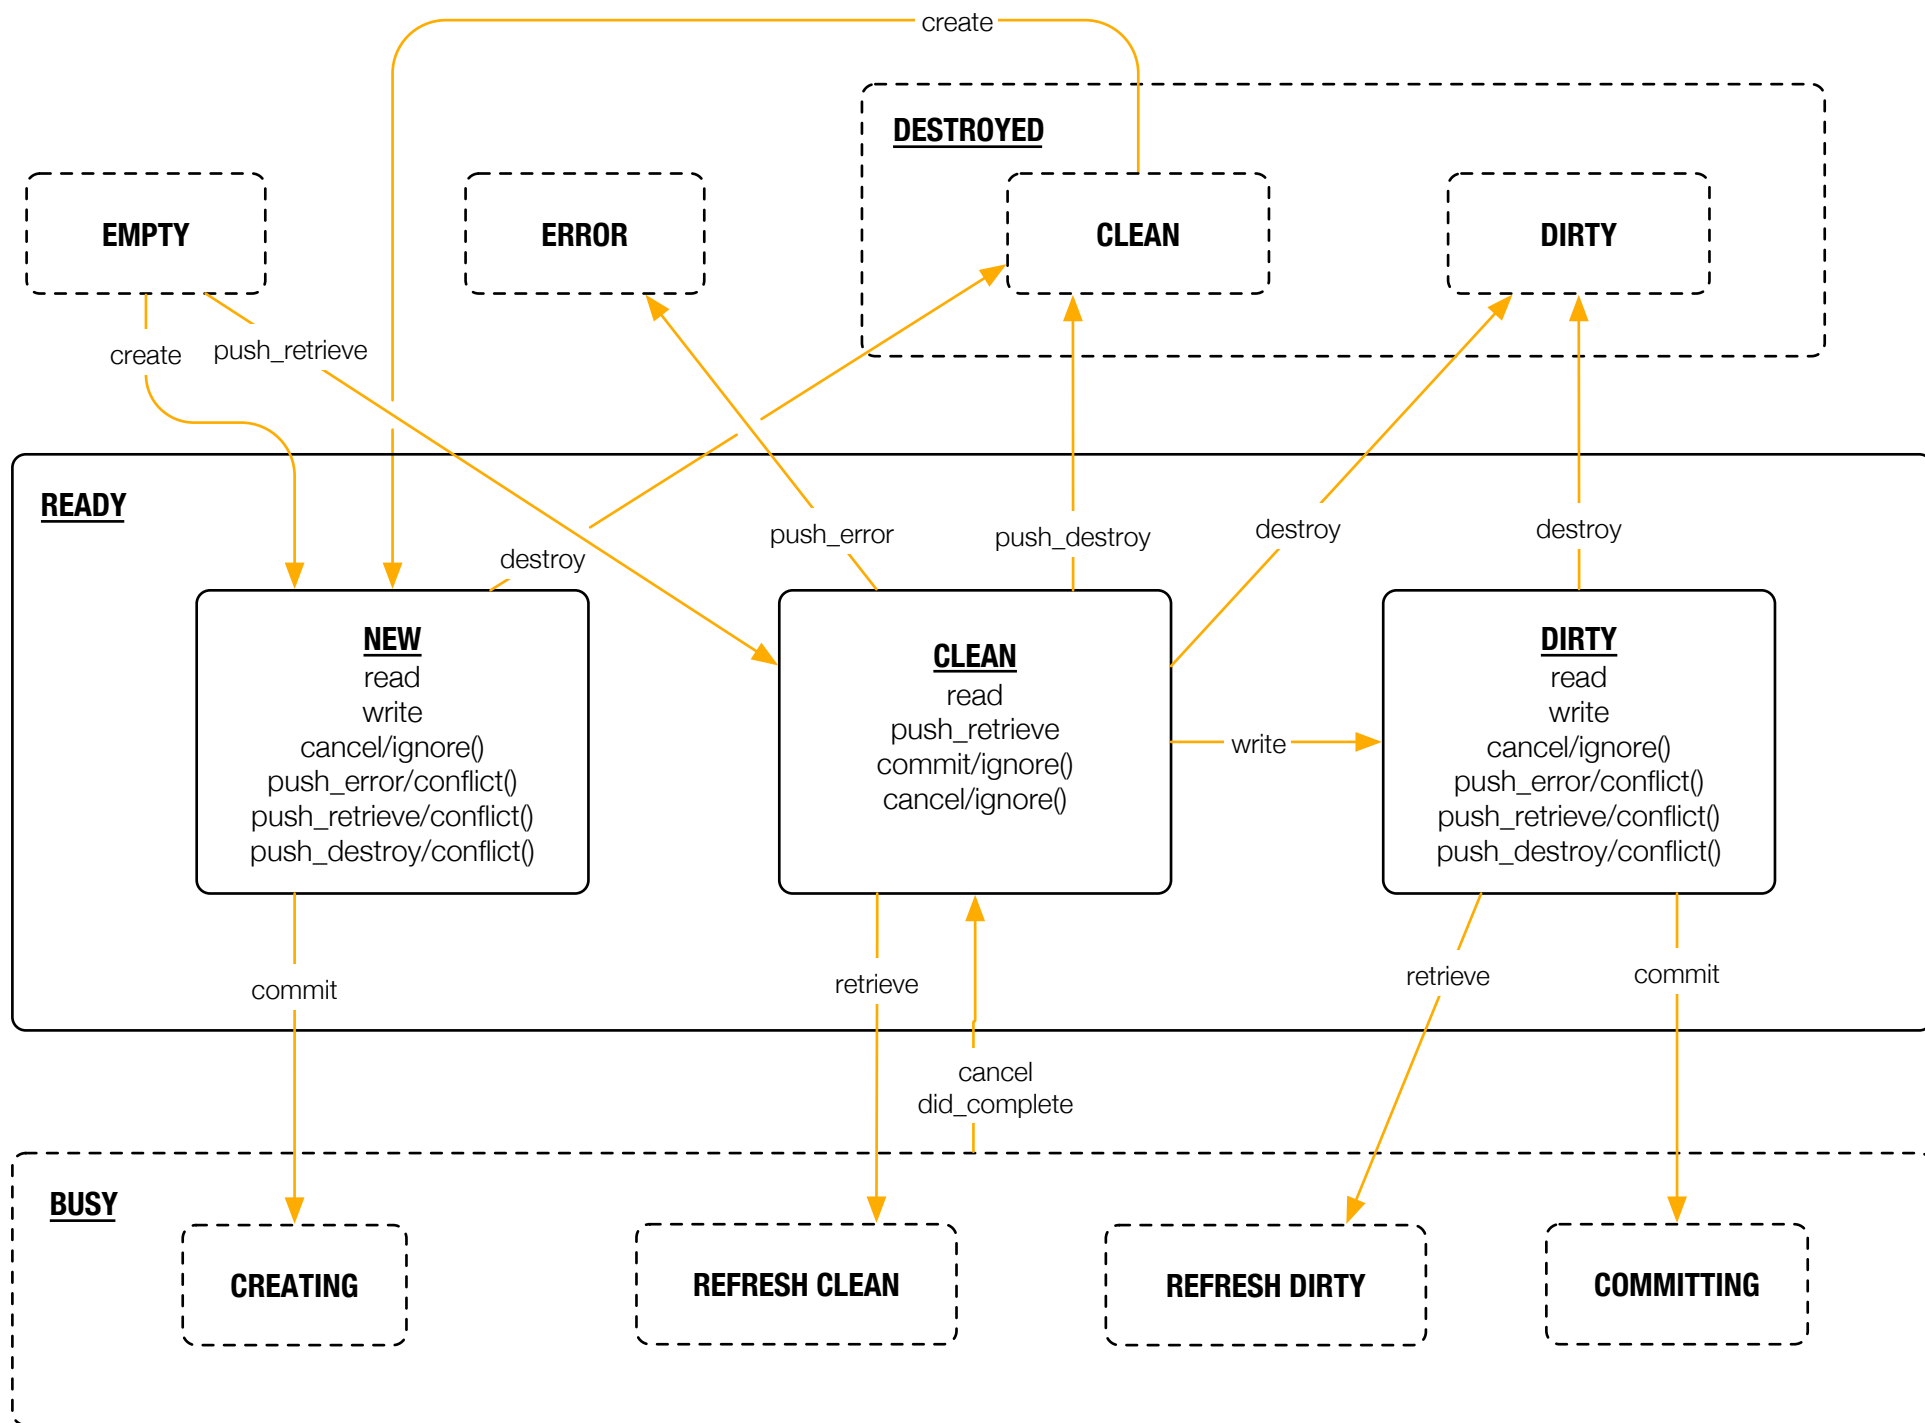 create
DESTROYED
EMPTY
ERROR
CLEAN
DIRTY
create
push_retrieve
READY
push_error
push_destroy
destroy
destroy
destroy
NEW
read
write
cancel/ignore()
push_error/conflict()
push_retrieve/conflict()
push_destroy/conflict()
CLEAN
read
push_retrieve
commit/ignore()
cancel/ignore()
write
DIRTY
read
write
cancel/ignore()
push_error/conflict()
push_retrieve/conflict()
push_destroy/conflict()
commit
retrieve
retrieve
commit
cancel
did_complete
BUSY
CREATING
REFRESH CLEAN
REFRESH DIRTY
COMMITTING